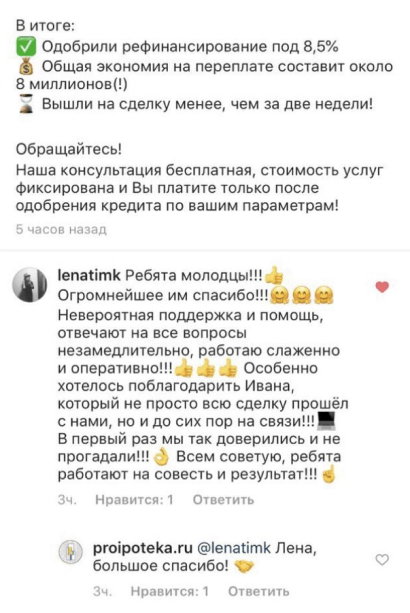 В итоге:
✅ Одобрили рефинансирование под 8,5%
💰 Общая экономия на переплате составит около
8 миллионов(!)
⏳ Вышли на сделку менее, чем за две недели!
Обращайтесь!
Наша консультация бесплатная, стоимость услуг
фиксирована и Вы платите только после
одобрения кредита по вашим параметрам!
5 часов назад
lenatimk Ребята молодцы!!!👍
Огромнейшее им спасибо!!!🤗🤗🤗
Невероятная поддержка и помощь,
отвечают на все вопросы
незамедлительно, работаю слаженно
и оперативно!!!👍👍👍 Особенно
хотелось поблагодарить Ивана,
который не просто всю сделку прошёл
с нами, но и до сих пор на связи!!!💻
В первый раз мы так доверились и не
прогадали!!!👌 Всем советую, ребята
работают на совесть и результат!!!☝
3ч. Нравится: 1 Ответить
proipoteka.ru @lenatimk Лена,
большое спасибо! 🤝
3ч. Нравится: 1 Ответить